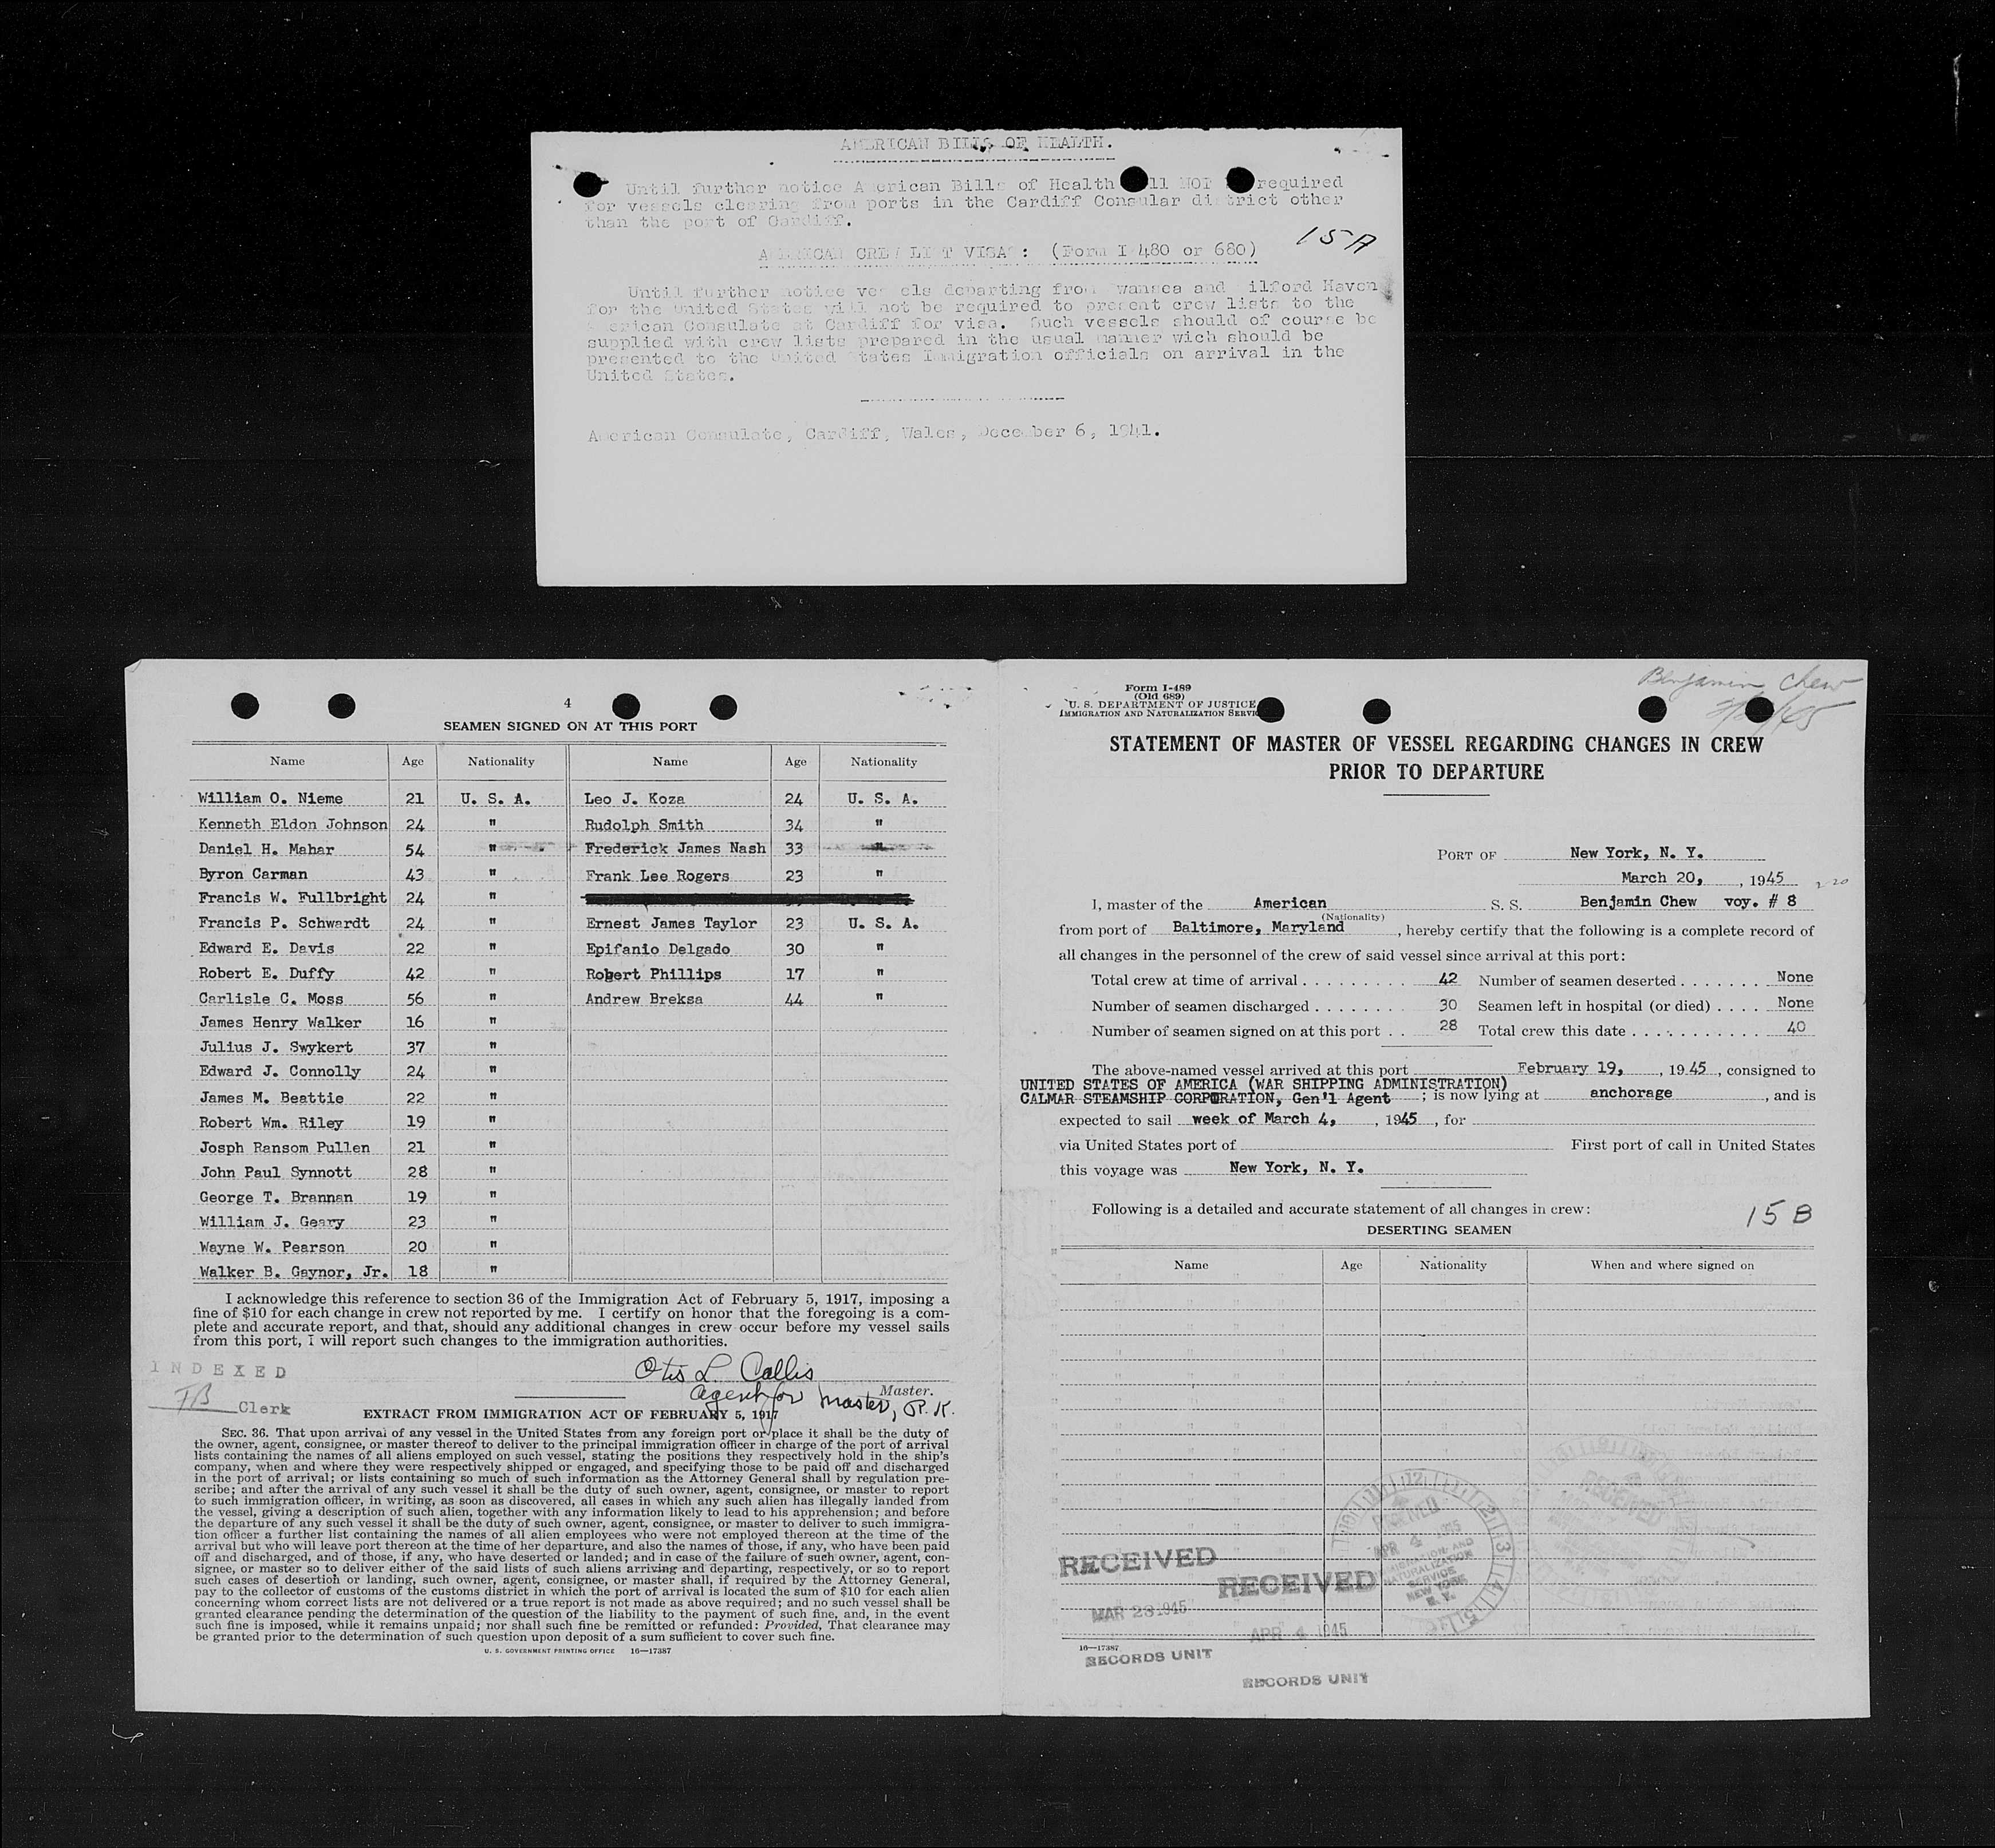 AMERICAN BILLS OF HEALTH.
Until further notice American Bills of Health will NOT be required
for vessels clearing from ports in the Cardiff Consular district other
than the port of Cardiff.
15A
AMERICAN CREW LIST VISAS: (Form I 480 or 680)
Until further notice vessels departing from Swansea and Milford Haven
for the United States will not be required to present crew lists to the
American Consulate at Cardiff for visa. Such vessels should of course be
supplied with crew lists prepared in the usual manner wich should be
presented to the United States Immigration officials on arrival in the
United States.
American Consulate, Cardiff, Wales, December 6, 1941.
4
SEAMEN SIGNED ON AT THIS PORT
Name Age Nationality Name Age Nationality
William O. Nieme 21 U. S. A. Leo J. Koza 24 U. S. A.
Kenneth Eldon Johnson 24 " Rudolph Smith 34 "
Daniel H. Mahar 54 " Frederick James Nash 33 "
Byron Carman 43 " Frank Lee Rogers 23 "
Francis W. Fullbright 24 "
Francis P. Schwardt 24 " Ernest James Taylor 23 U. S. A.
Edward E. Davis 22 " Epifanio Delgado 30 "
Robert E. Duffy 42 " Robert Phillips 17 "
Carlisle C. Moss 56 " Andrew Breksa 44 "
James Henry Walker 16 "
Julius J. Swykert 37 "
Edward J. Connolly 24 "
James M. Beattie 22 "
Robert Wm. Riley 19 "
Josph Ransom Pullen 21 "
John Paul Synnott 28 "
George T. Brannan 19 "
William J. Geary 23 "
Wayne W. Pearson 20 "
Walker B. Gaynor, Jr. 18 "
I acknowledge this reference to section 36 of the Immigration Act of February 5, 1917, imposing a
fine of $10 for each change in crew not reported by me. I certify on honor that the foregoing is a com-
plete and accurate report, and that, should any additional changes in crew occur before my vessel sails
from this port, I will report such changes to the immigration authorities.
INDEXED
Otis L. Callis
Master.
agent for master, P. K.
TB Clerk
EXTRACT FROM IMMIGRATION ACT OF FEBRUARY 5, 1917
SEC. 36. That upon arrival of any vessel in the United States from any foreign port or place it shall be the duty of
the owner, agent, consignee, or master thereof to deliver to the principal immigration officer in charge of the port of arrival
lists containing the names of all aliens employed on such vessel, stating the positions they respectively hold in the ship's
company, when and where they were respectively shipped or engaged, and specifying those to be paid off and discharged
in the port of arrival; or lists containing so much of such information as the Attorney General shall by regulation pre-
scribe; and after the arrival of any such vessel it shall be the duty of such owner, agent, consignee, or master to report
to such immigration officer, in writing, as soon as discovered, all cases in which any such alien has illegally landed from
the vessel, giving a description of such alien, together with any information likely to lead to his apprehension; and before
the departure of any such vessel it shall be the duty of such owner, agent, consignee, or master to deliver to such immigra-
tion officer a further list containing the names of all alien employees who were not employed thereon at the time of the
arrival but who will leave port thereon at the time of her departure, and also the names of those, if any, who have been paid
off and discharged, and of those, if any, who have deserted or landed; and in case of the failure of such owner, agent, con-
signee, or master so to deliver either of the said lists of such aliens arriving and departing, respectively, or so to report
such cases of desertion or landing, such owner, agent, consignee, or master shall, if required by the Attorney General,
pay to the collector of customs of the customs district in which the port of arrival is located the sum of $10 for each alien
concerning whom correct lists are not delivered or a true report is not made as above required; and no such vessel shall be
granted clearance pending the determination of the question of the liability to the payment of such fine, and, in the event
such fine is imposed, while it remains unpaid; nor shall such fine be remitted or refunded: Provided, That clearance may
be granted prior to the determination of such question upon deposit of a sum sufficient to cover such fine.
U. S. GOVERNMENT PRINTING OFFICE 16—17387
Benjamin Chew
Form I-489
(Old 689)
U. S. DEPARTMENT OF JUSTICE
IMMIGRATION AND NATURALIZATION SERVICE
STATEMENT OF MASTER OF VESSEL REGARDING CHANGES IN CREW
PRIOR TO DEPARTURE
PORT OF New York, N. Y.
March 20, , 1945
I, master of the American S. S. Benjamin Chew voy. # 8
(Nationality)
from port of Baltimore, Maryland , hereby certify that the following is a complete record of
all changes in the personnel of the crew of said vessel since arrival at this port:
Total crew at time of arrival . . . . . . . . 42 Number of seamen deserted . . . . . . . . None
Number of seamen discharged . . . . . . . 30 Seamen left in hospital (or died) . . . . None
Number of seamen signed on at this port . . 28 Total crew this date . . . . . . . . . . . . 40
The above-named vessel arrived at this port February 19, , 1945 , consigned to
UNITED STATES OF AMERICA (WAR SHIPPING ADMINISTRATION)
CALMAR STEAMSHIP CORPORATION, Gen'l Agent ; is now lying at anchorage , and is
expected to sail week of March 4, , 1945 , for
via United States port of First port of call in United States
this voyage was New York, N. Y.
Following is a detailed and accurate statement of all changes in crew:
15 B
DESERTING SEAMEN
Name Age Nationality When and where signed on
RECEIVED
MAR 23 1945
RECORDS UNIT
RECEIVED
APR 4 1945
RECORDS UNIT
RECEIVED
APR 4 1945
IMMIGRATION AND
NATURALIZATION
SERVICE
NEW YORK
N. Y.
16—17387